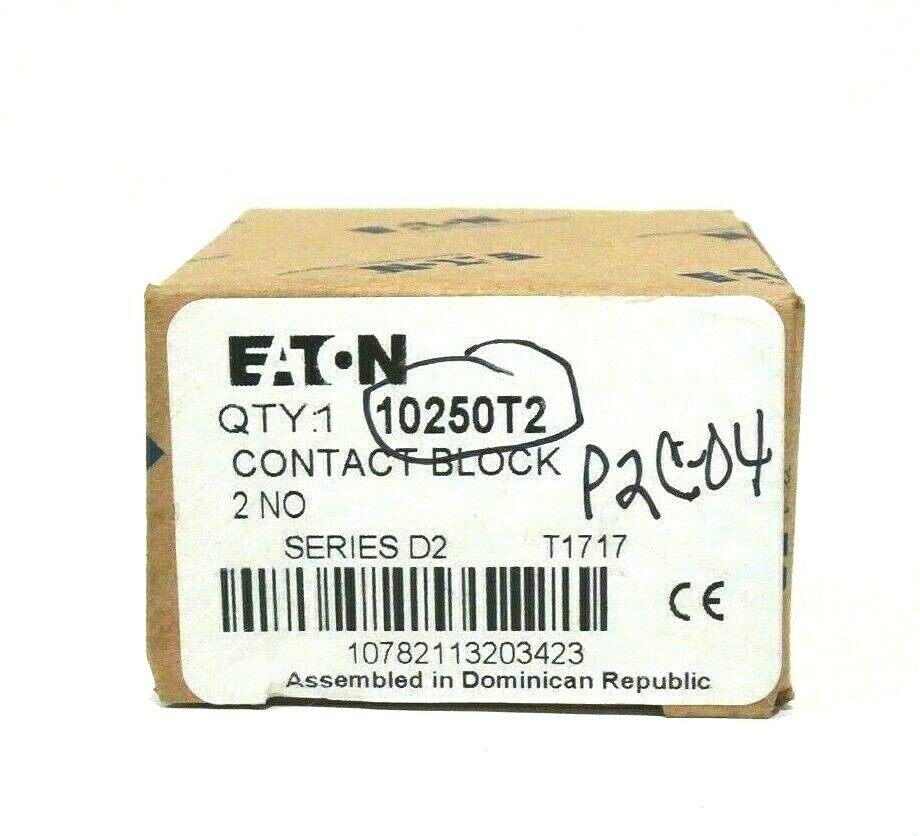 EATON
QTY:1 10250T2
CONTACT BLOCK
2 NO
P2C-04
SERIES D2 T1717
CE
10782113203423
Assembled in Dominican Republic